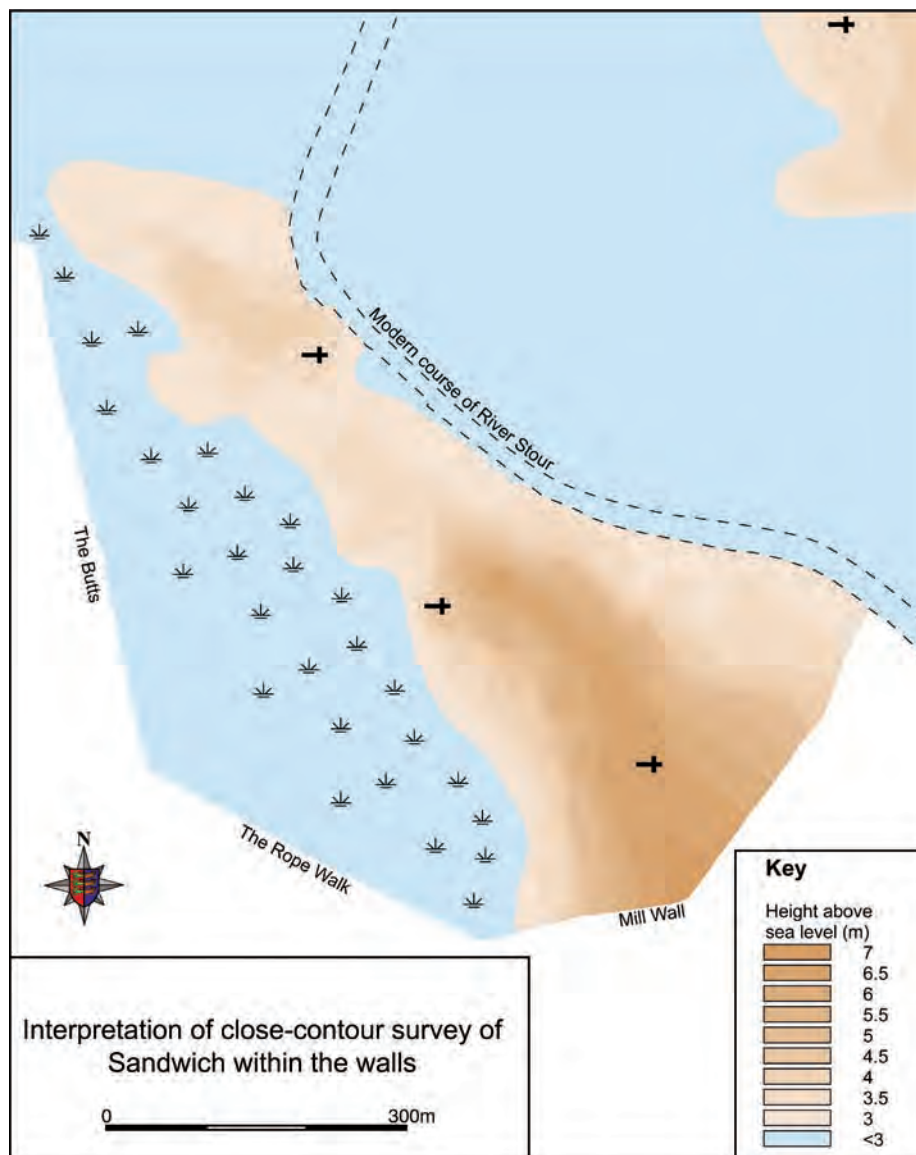 Modern course of River Stour
The Butts
The Rope Walk
Mill Wall
N
Interpretation of close-contour survey of
Sandwich within the walls
0 300m
Key
Height above
sea level (m)
7
6.5
6
5.5
5
4.5
4
3.5
3
<3